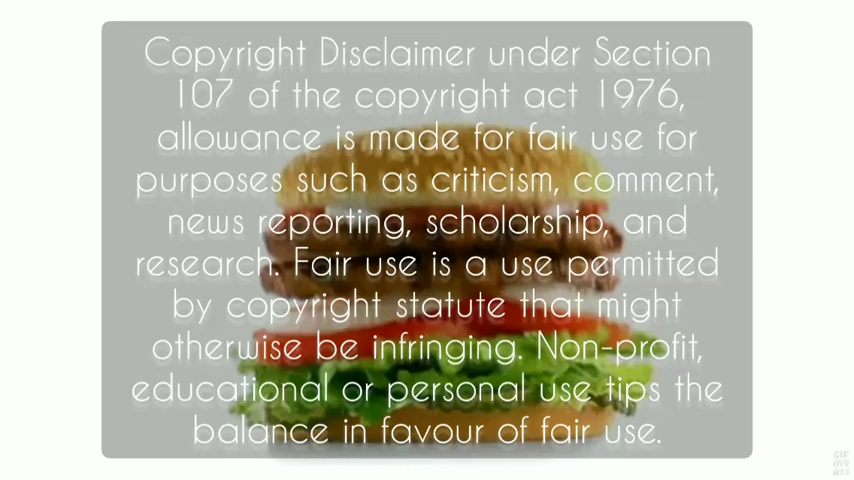 Copyright Disclaimer under Section
107 of the copyright act 1976,
allowance is made for fair use for
purposes such as criticism, comment,
news reporting, scholarship, and
research. Fair use is a use permitted
by copyright statute that might
otherwise be infringing. Non-profit,
educational or personal use tips the
balance in favour of fair use.